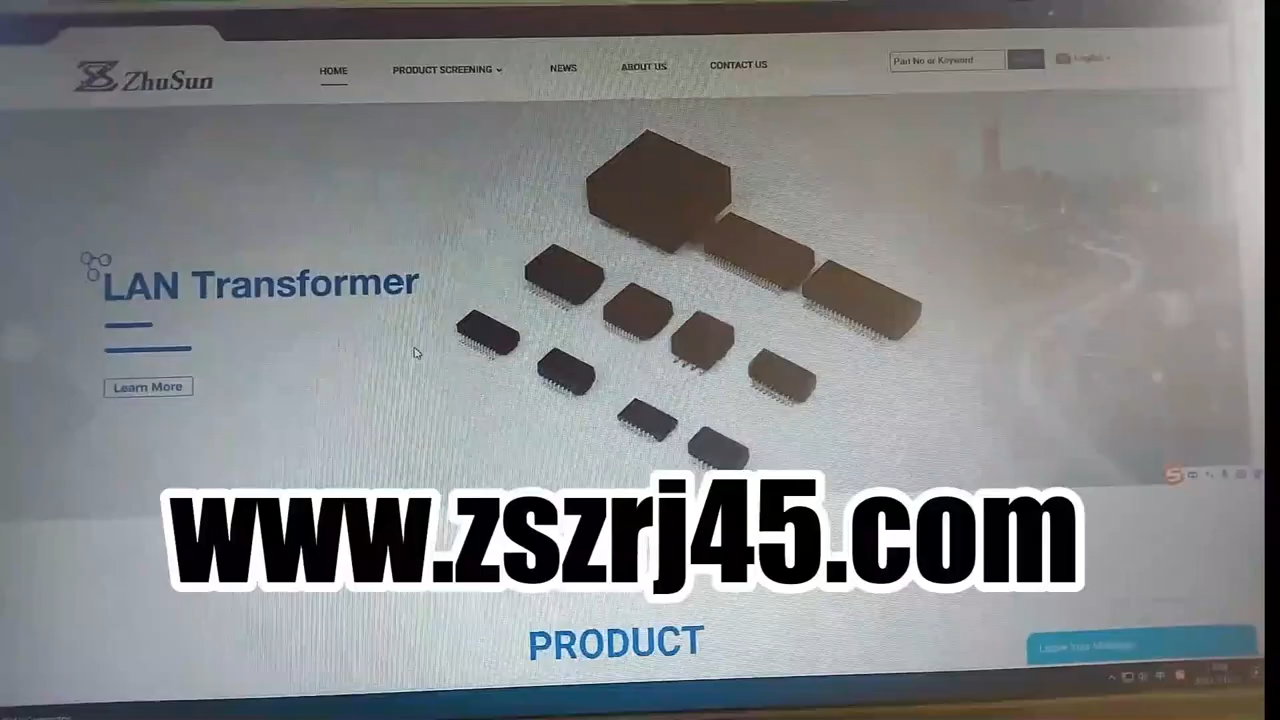 ZhuSun
HOME
PRODUCT SCREENING
NEWS
ABOUT US
CONTACT US
Part No or Keyword
English
LAN Transformer
Learn More
www.zszrj45.com
PRODUCT